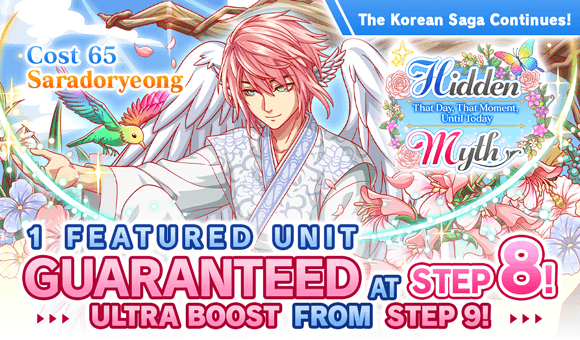 The Korean Saga Continues!
Cost 65
Saradoryeong
Hidden
That Day, That Moment,
Until Today
Myth
1 FEATURED UNIT
GUARANTEED AT STEP 8!
ULTRA BOOST FROM STEP 9!